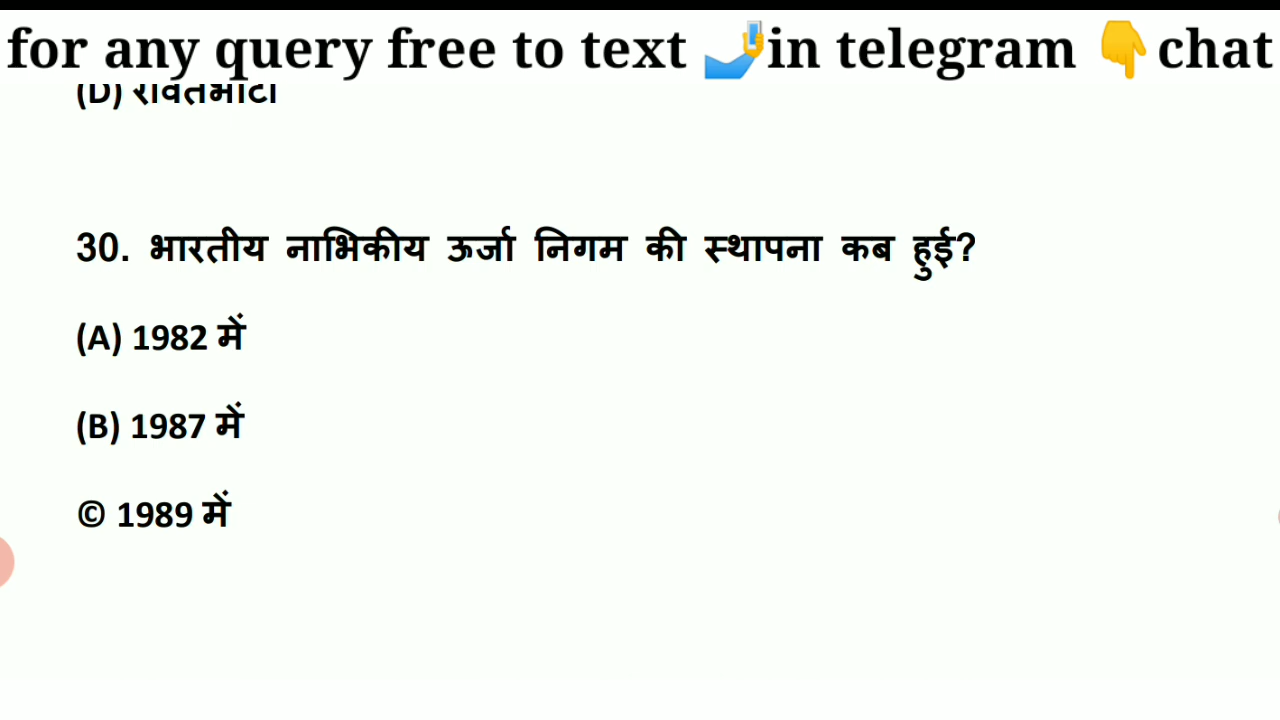 for any query free to text 🤳in telegram 👇chat
(D) रावतभाटा
30. भारतीय नाभिकीय ऊर्जा निगम की स्थापना कब हुई?
(A) 1982 में
(B) 1987 में
© 1989 में